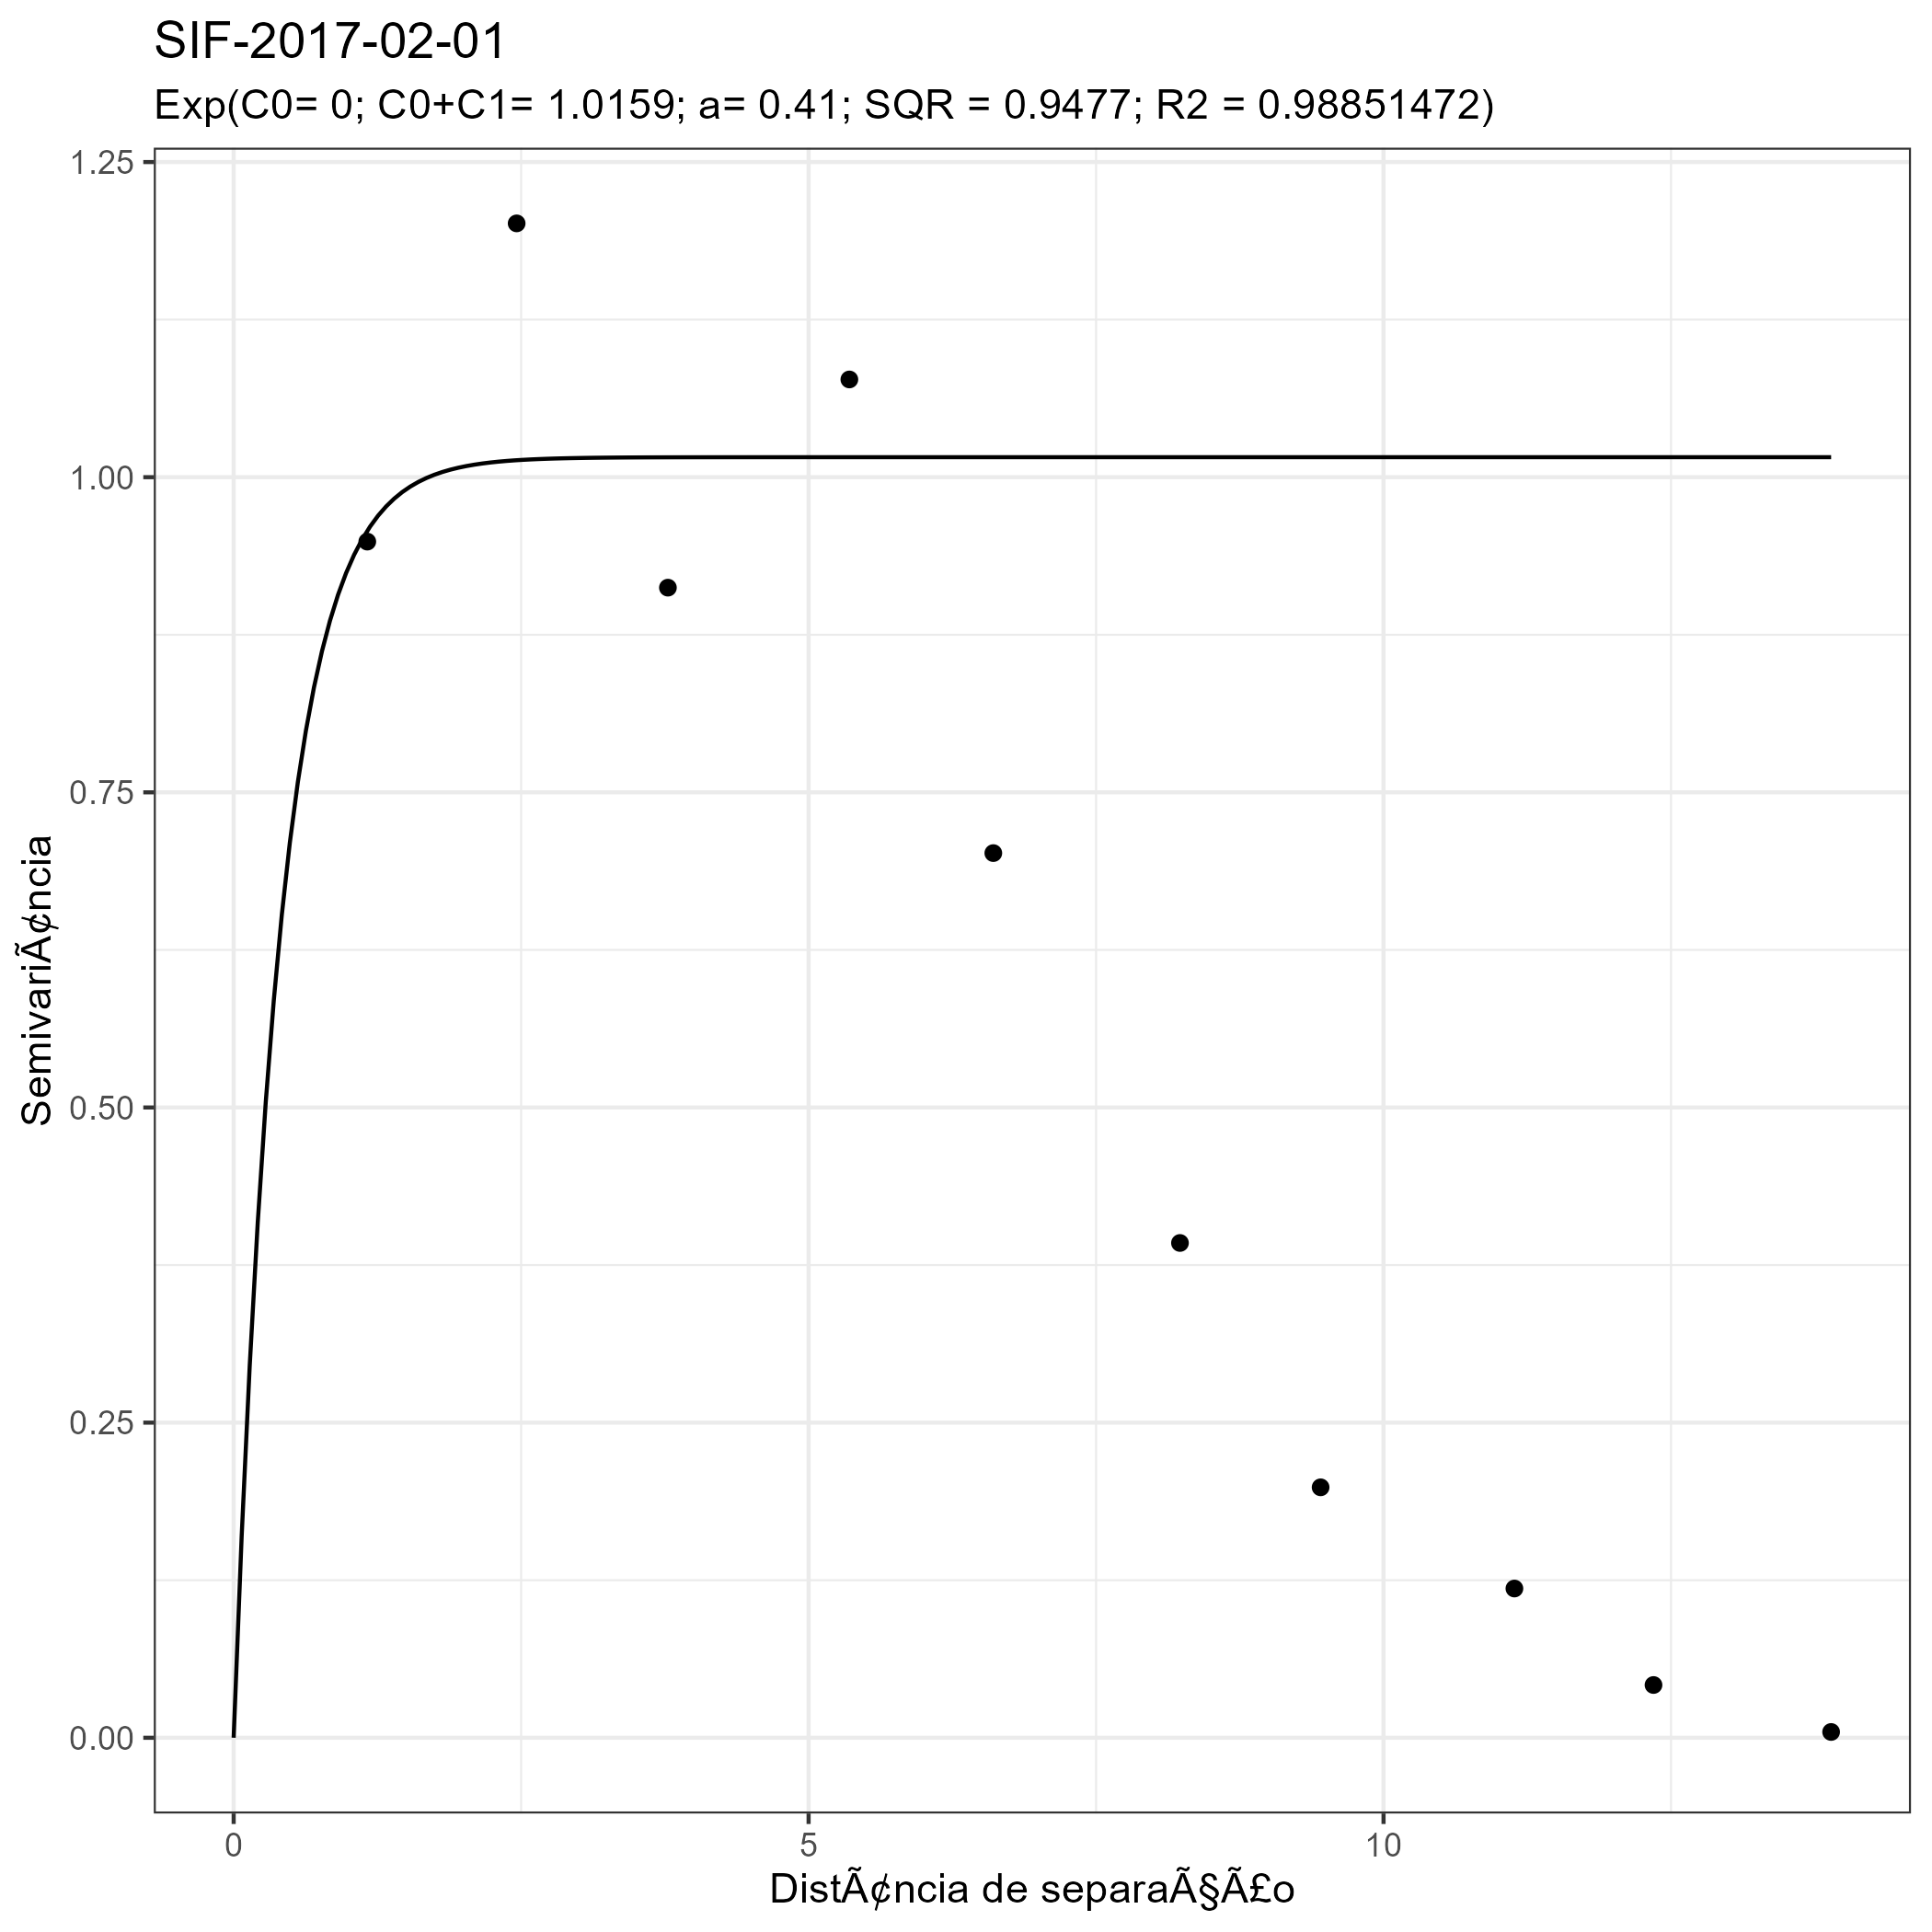 SIF-2017-02-01
Exp(C0= 0; C0+C1= 1.0159; a= 0.41; SQR = 0.9477; R2 = 0.98851472)
1.25
1.00
0.75
0.50
0.25
0.00
SemivariÃ¢ncia
0
5
10
DistÃ¢ncia de separaÃ§Ã£o